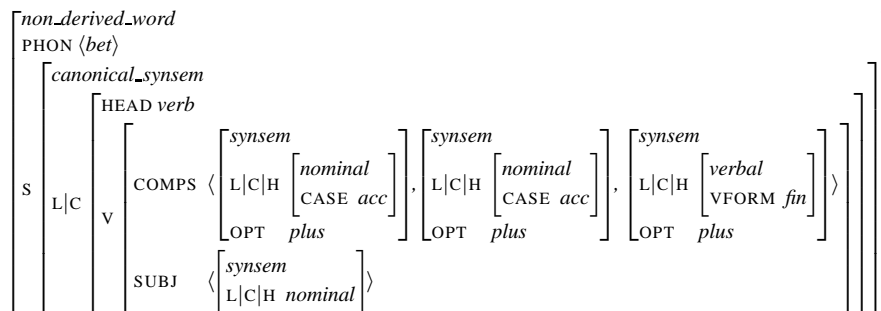 non_derived_word
PHON ⟨bet⟩
canonical_synsem
HEAD verb
synsem synsem synsem
S L|C V COMPS ⟨ L|C|H nominal CASE acc , L|C|H nominal CASE acc , L|C|H verbal VFORM fin ⟩
OPT plus OPT plus OPT plus
SUBJ ⟨ synsem L|C|H nominal ⟩